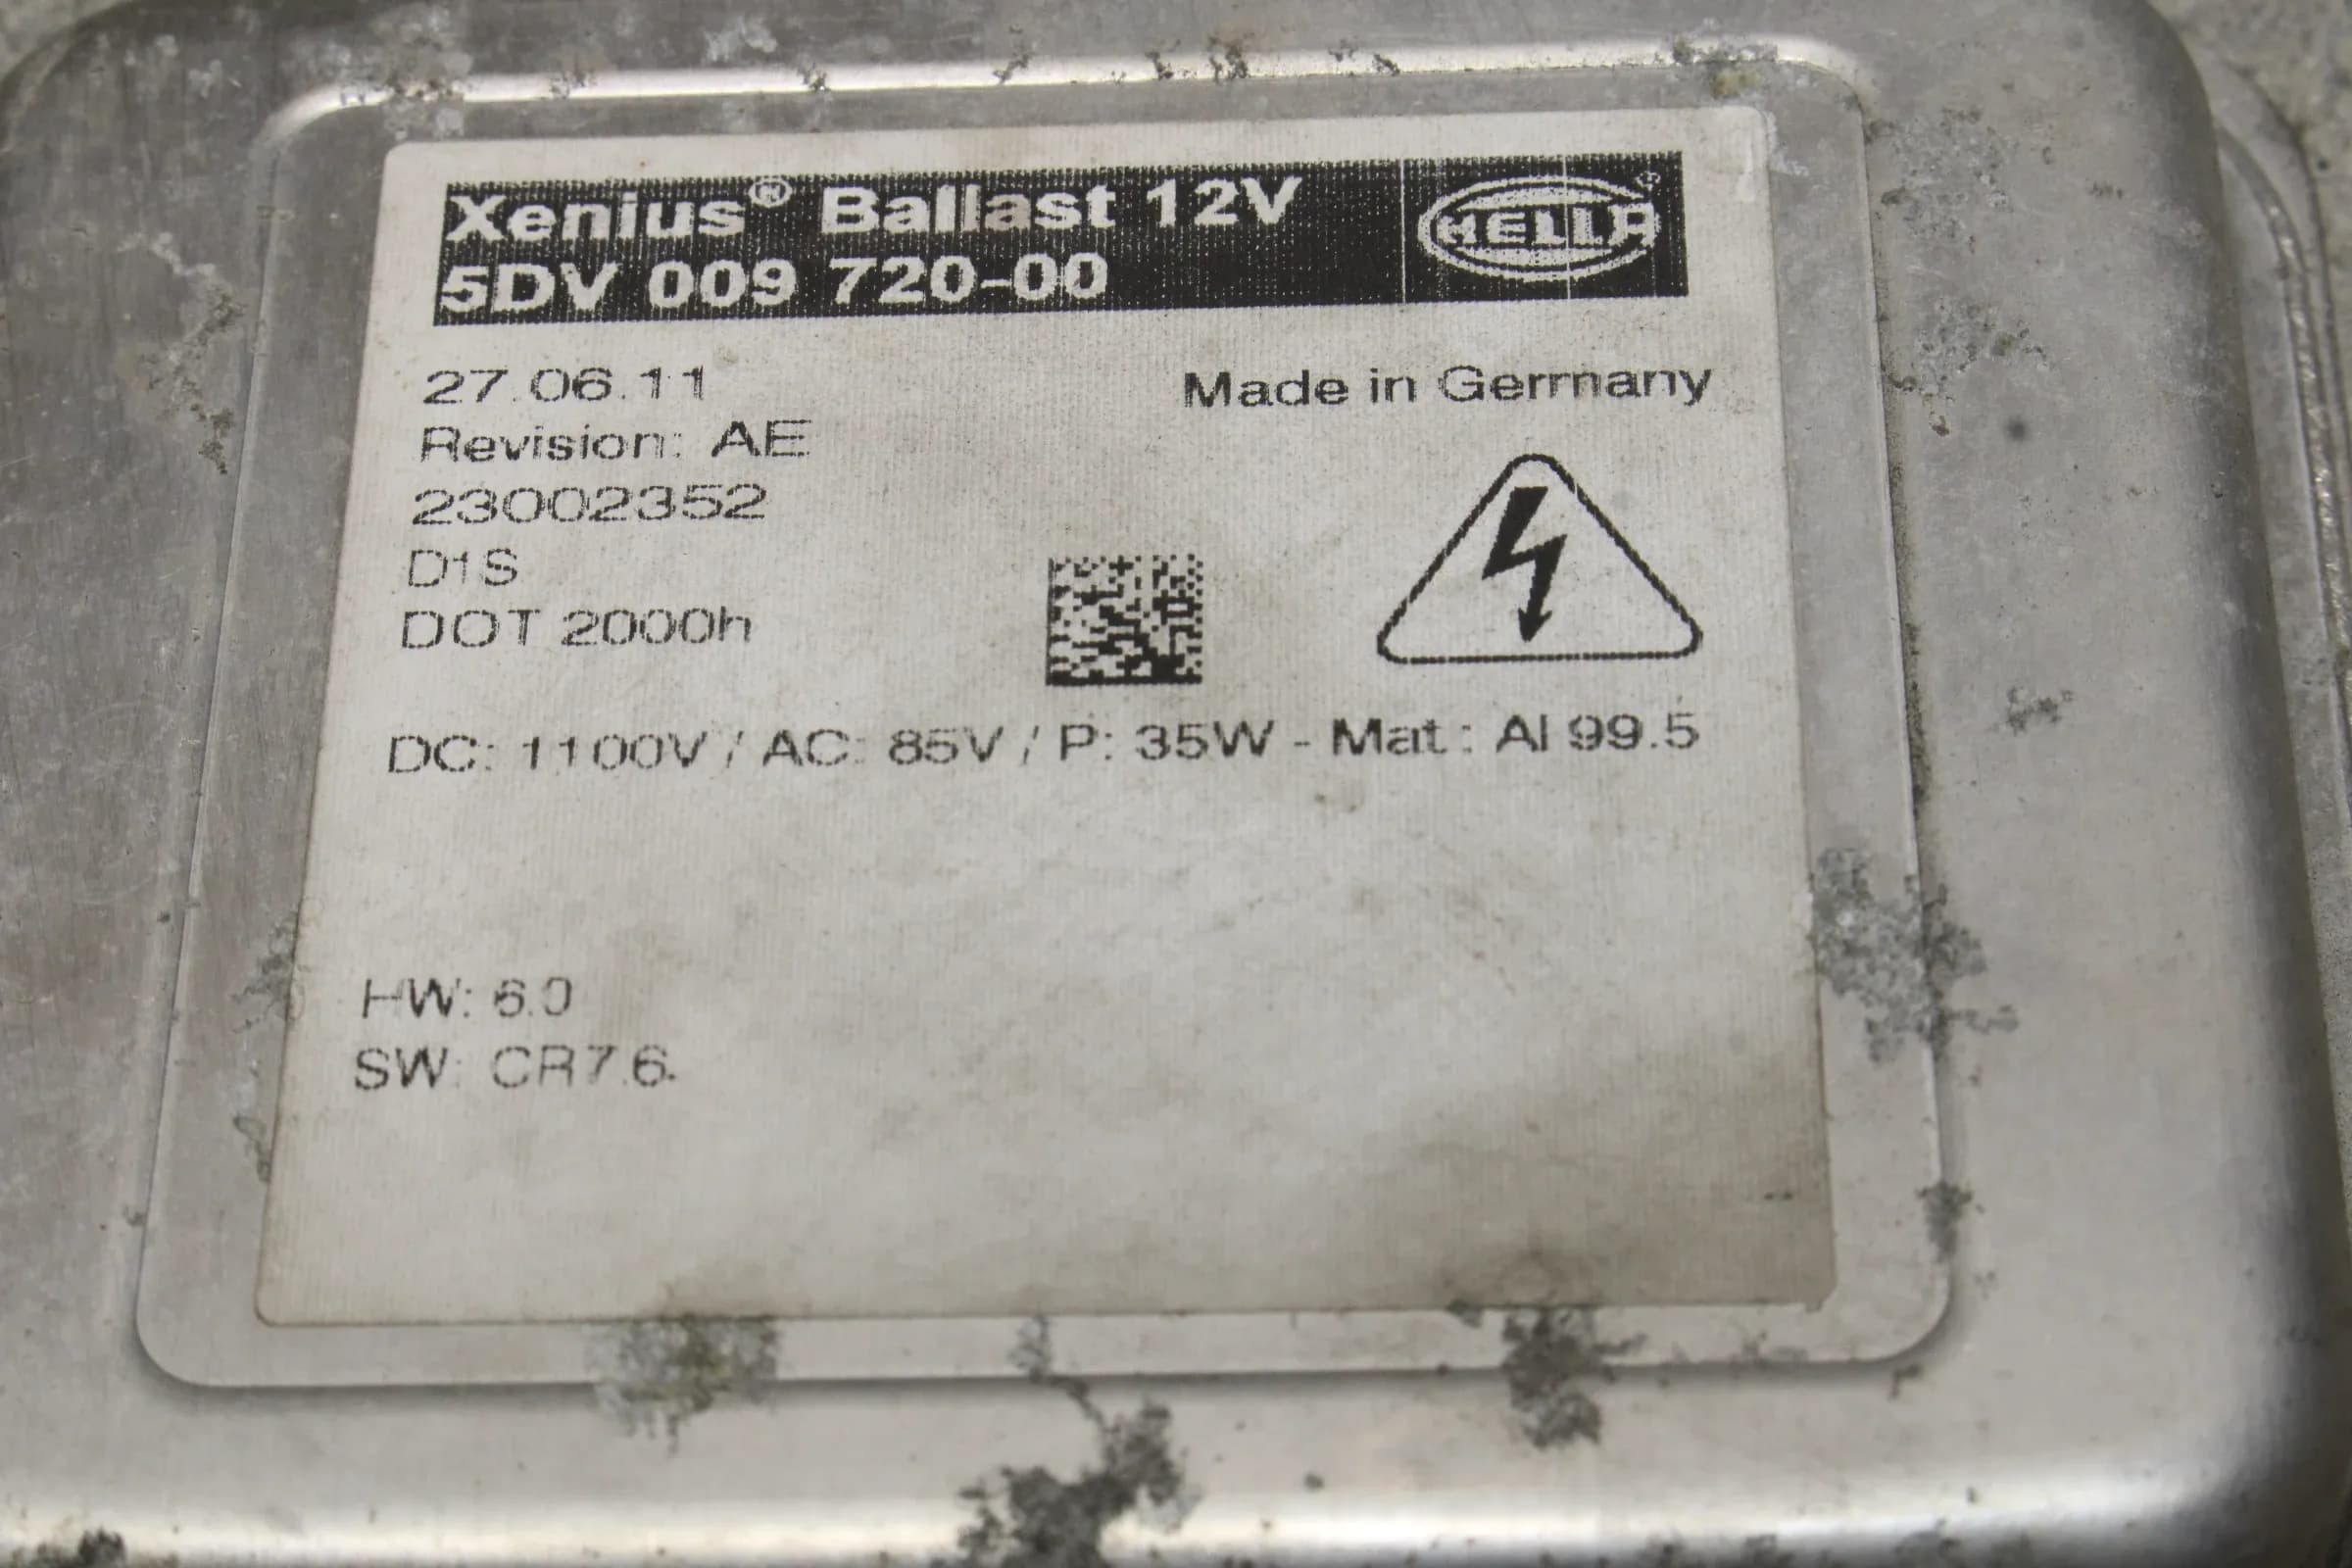 Xenius® Ballast 12V
HELLA®
5DV 009 720-00
27.06.11
Made in Germany
Revision: AE
23002352
D1S
DOT 2000h
DC: 1100V / AC: 85V / P: 35W - Mat.: Al 99.5
HW: 6.0
SW: CR7.6